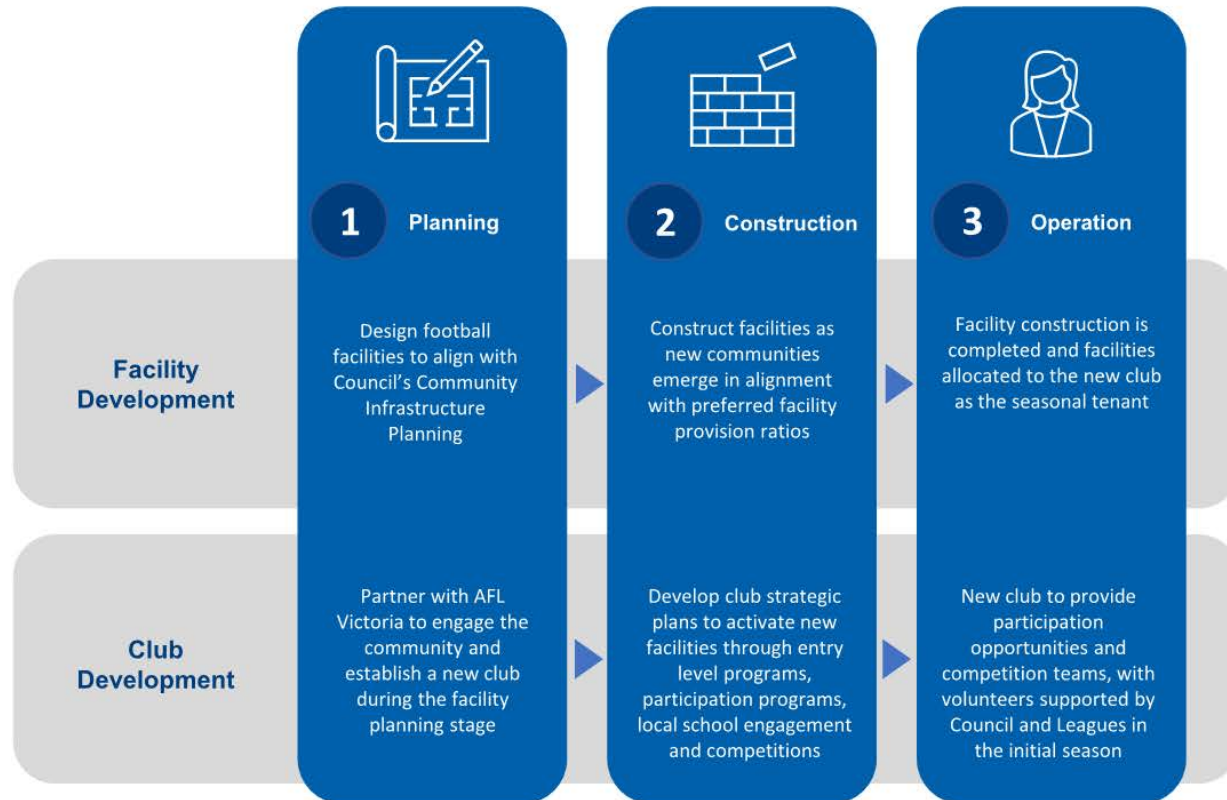 1 Planning
2 Construction
3 Operation
Facility
Development
Design football
facilities to align with
Council's Community
Infrastructure
Planning
Construct facilities as
new communities
emerge in alignment
with preferred facility
provision ratios
Facility construction is
completed and facilities
allocated to the new club
as the seasonal tenant
Club
Development
Partner with AFL
Victoria to engage the
community and
establish a new club
during the facility
planning stage
Develop club strategic
plans to activate new
facilities through entry
level programs,
participation programs,
local school engagement
and competitions
New club to provide
participation
opportunities and
competition teams, with
volunteers supported by
Council and Leagues in
the initial season